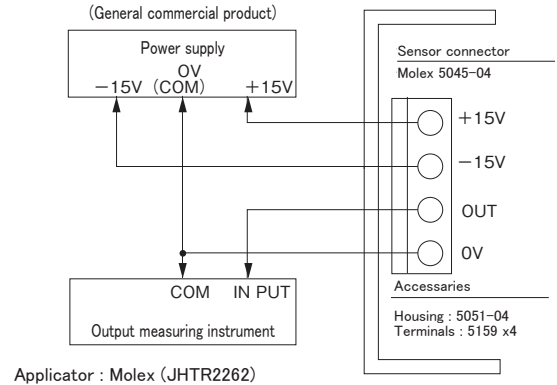 (General commercial product)
Power supply
0V
−15V (COM) +15V
Sensor connector
Molex 5045-04
+15V
−15V
OUT
0V
COM IN PUT
Output measuring instrument
Accessaries
Housing : 5051-04
Terminals : 5159 x4
Applicator : Molex (JHTR2262)